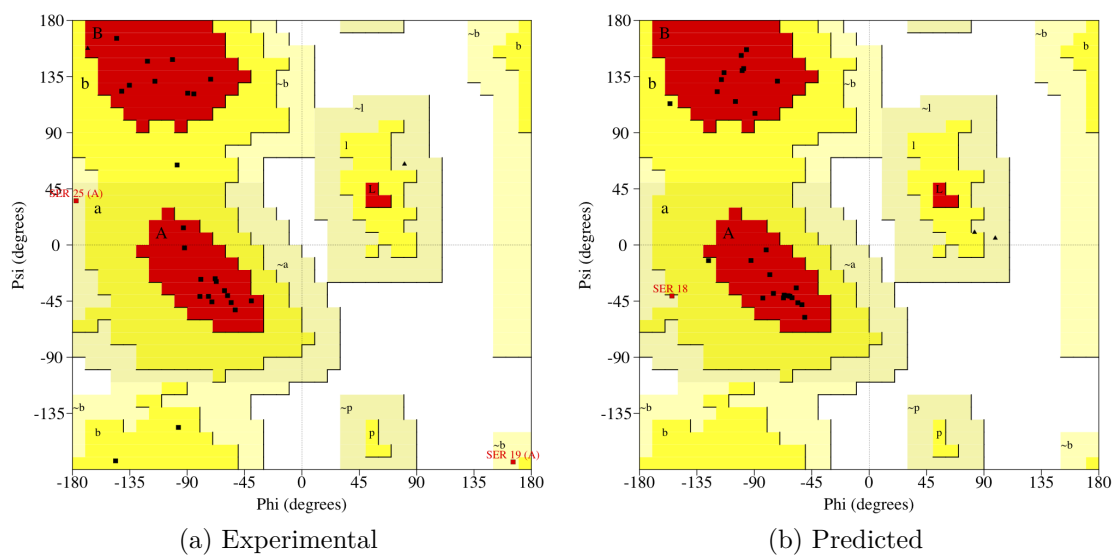 180
135
90
45
0
-45
-90
-135
-180
-135
-90
-45
0
45
90
135
180
Psi (degrees)
Phi (degrees)
B
b
~b
~b
b
~l
l
L
SER 25 (A)
a
A
~a
~b
b
~p
p
~b
SER 19 (A)
(a) Experimental
180
135
90
45
0
-45
-90
-135
-180
-135
-90
-45
0
45
90
135
180
Psi (degrees)
Phi (degrees)
B
b
~b
~b
b
~l
l
L
a
A
~a
SER 18
~b
b
~p
p
~b
(b) Predicted